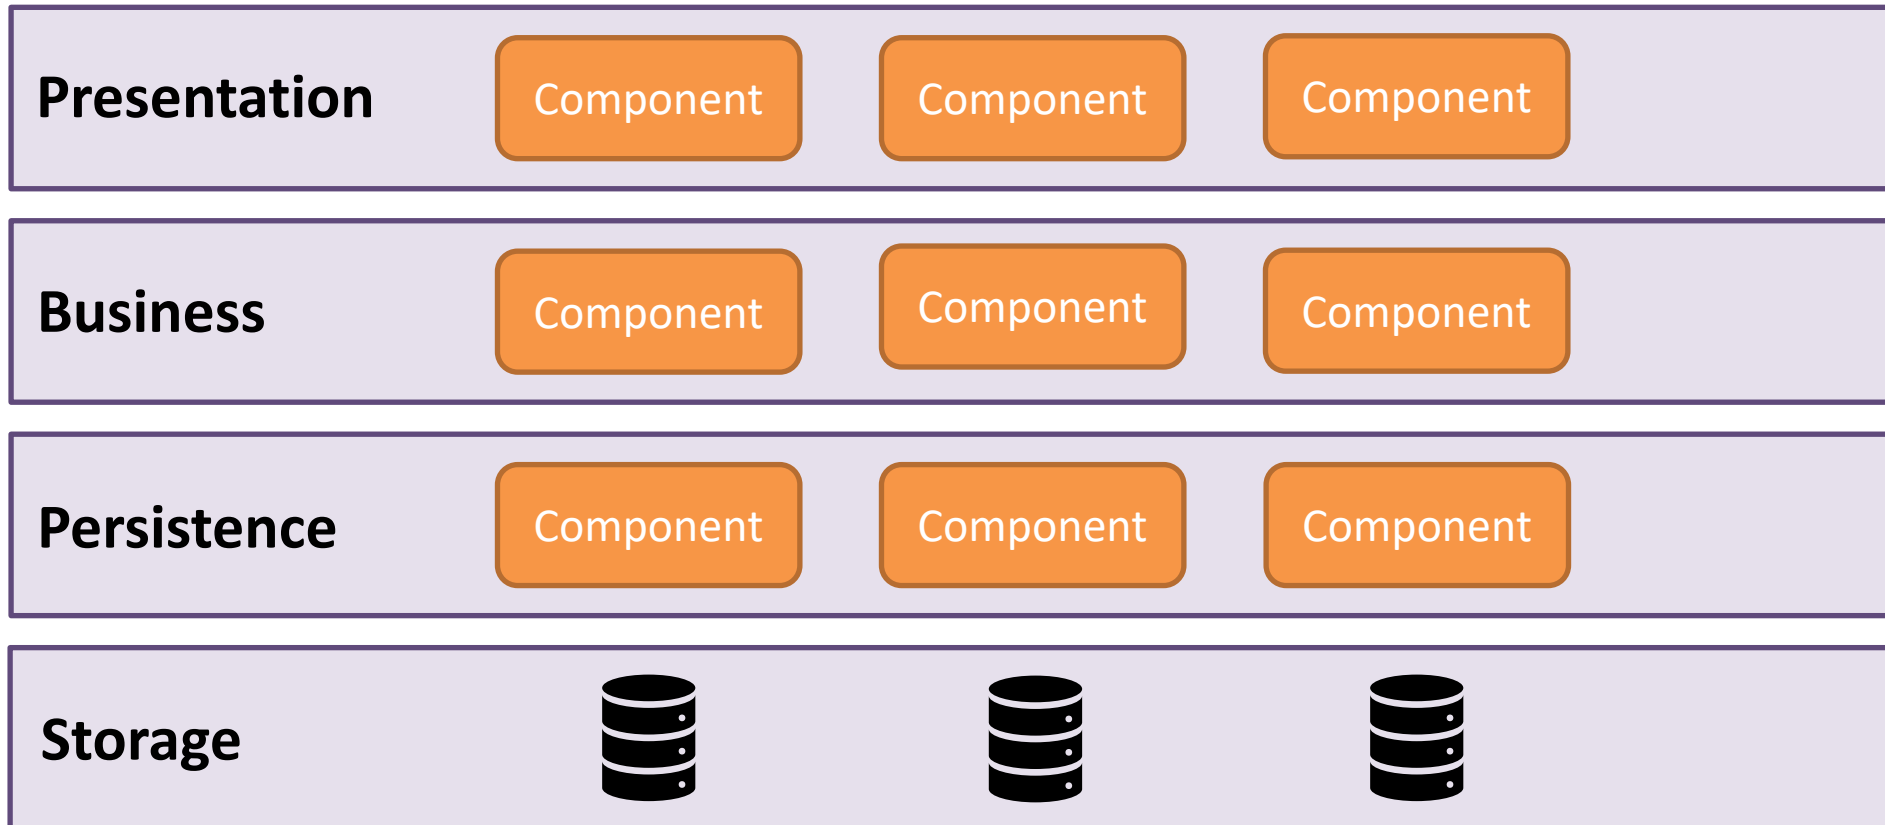 Presentation
Component
Component
Component
Business
Component
Component
Component
Persistence
Component
Component
Component
Storage